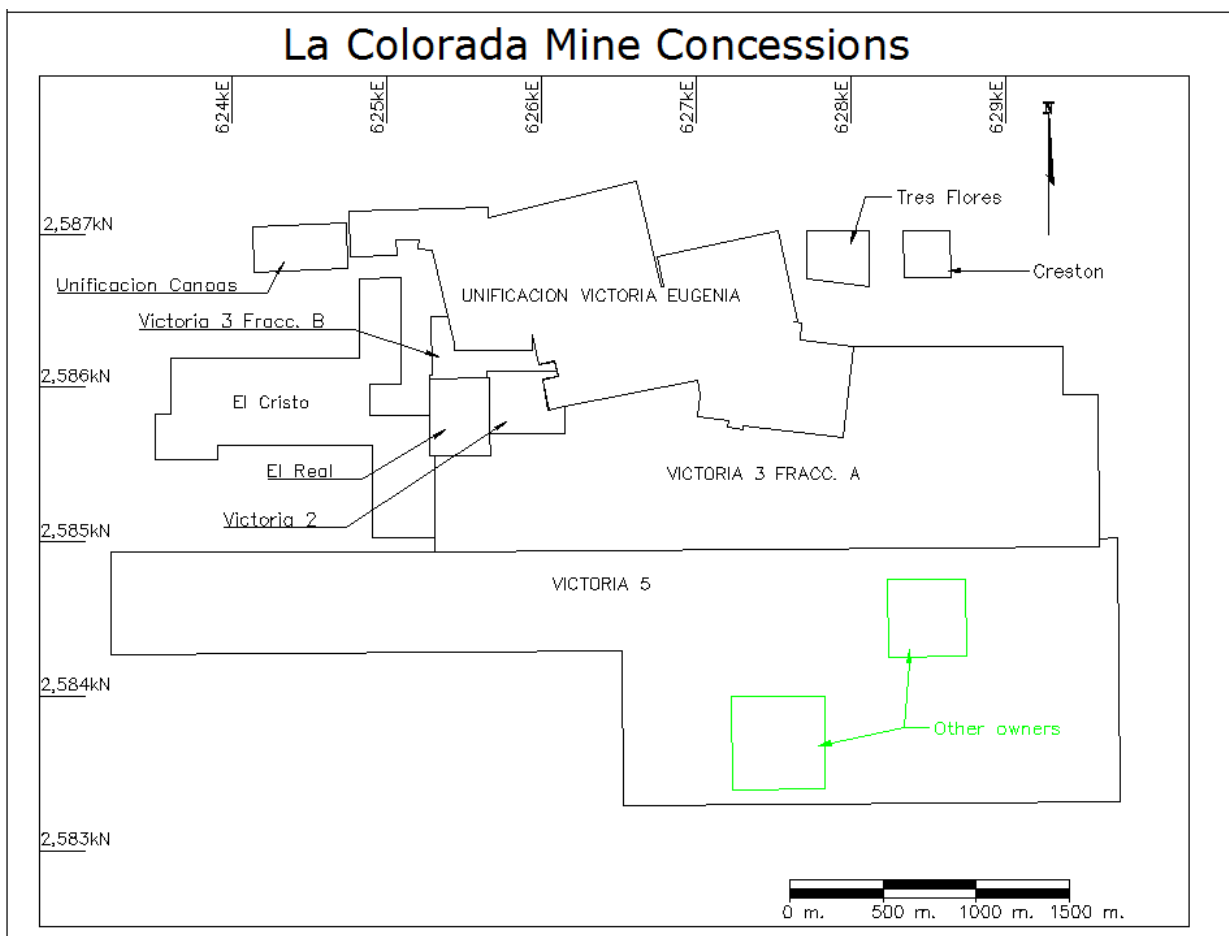 La Colorada Mine Concessions
624kE
625kE
626kE
627kE
628kE
629kE
N
Tres Flores
2,587kN
Creston
Unificacion Canoas
UNIFICACION VICTORIA EUGENIA
Victoria 3 Fracc. B
2,586kN
El Cristo
El Real
VICTORIA 3 FRACC. A
Victoria 2
2,585kN
VICTORIA 5
2,584kN
Other owners
2,583kN
0 m.
500 m.
1000 m.
1500 m.